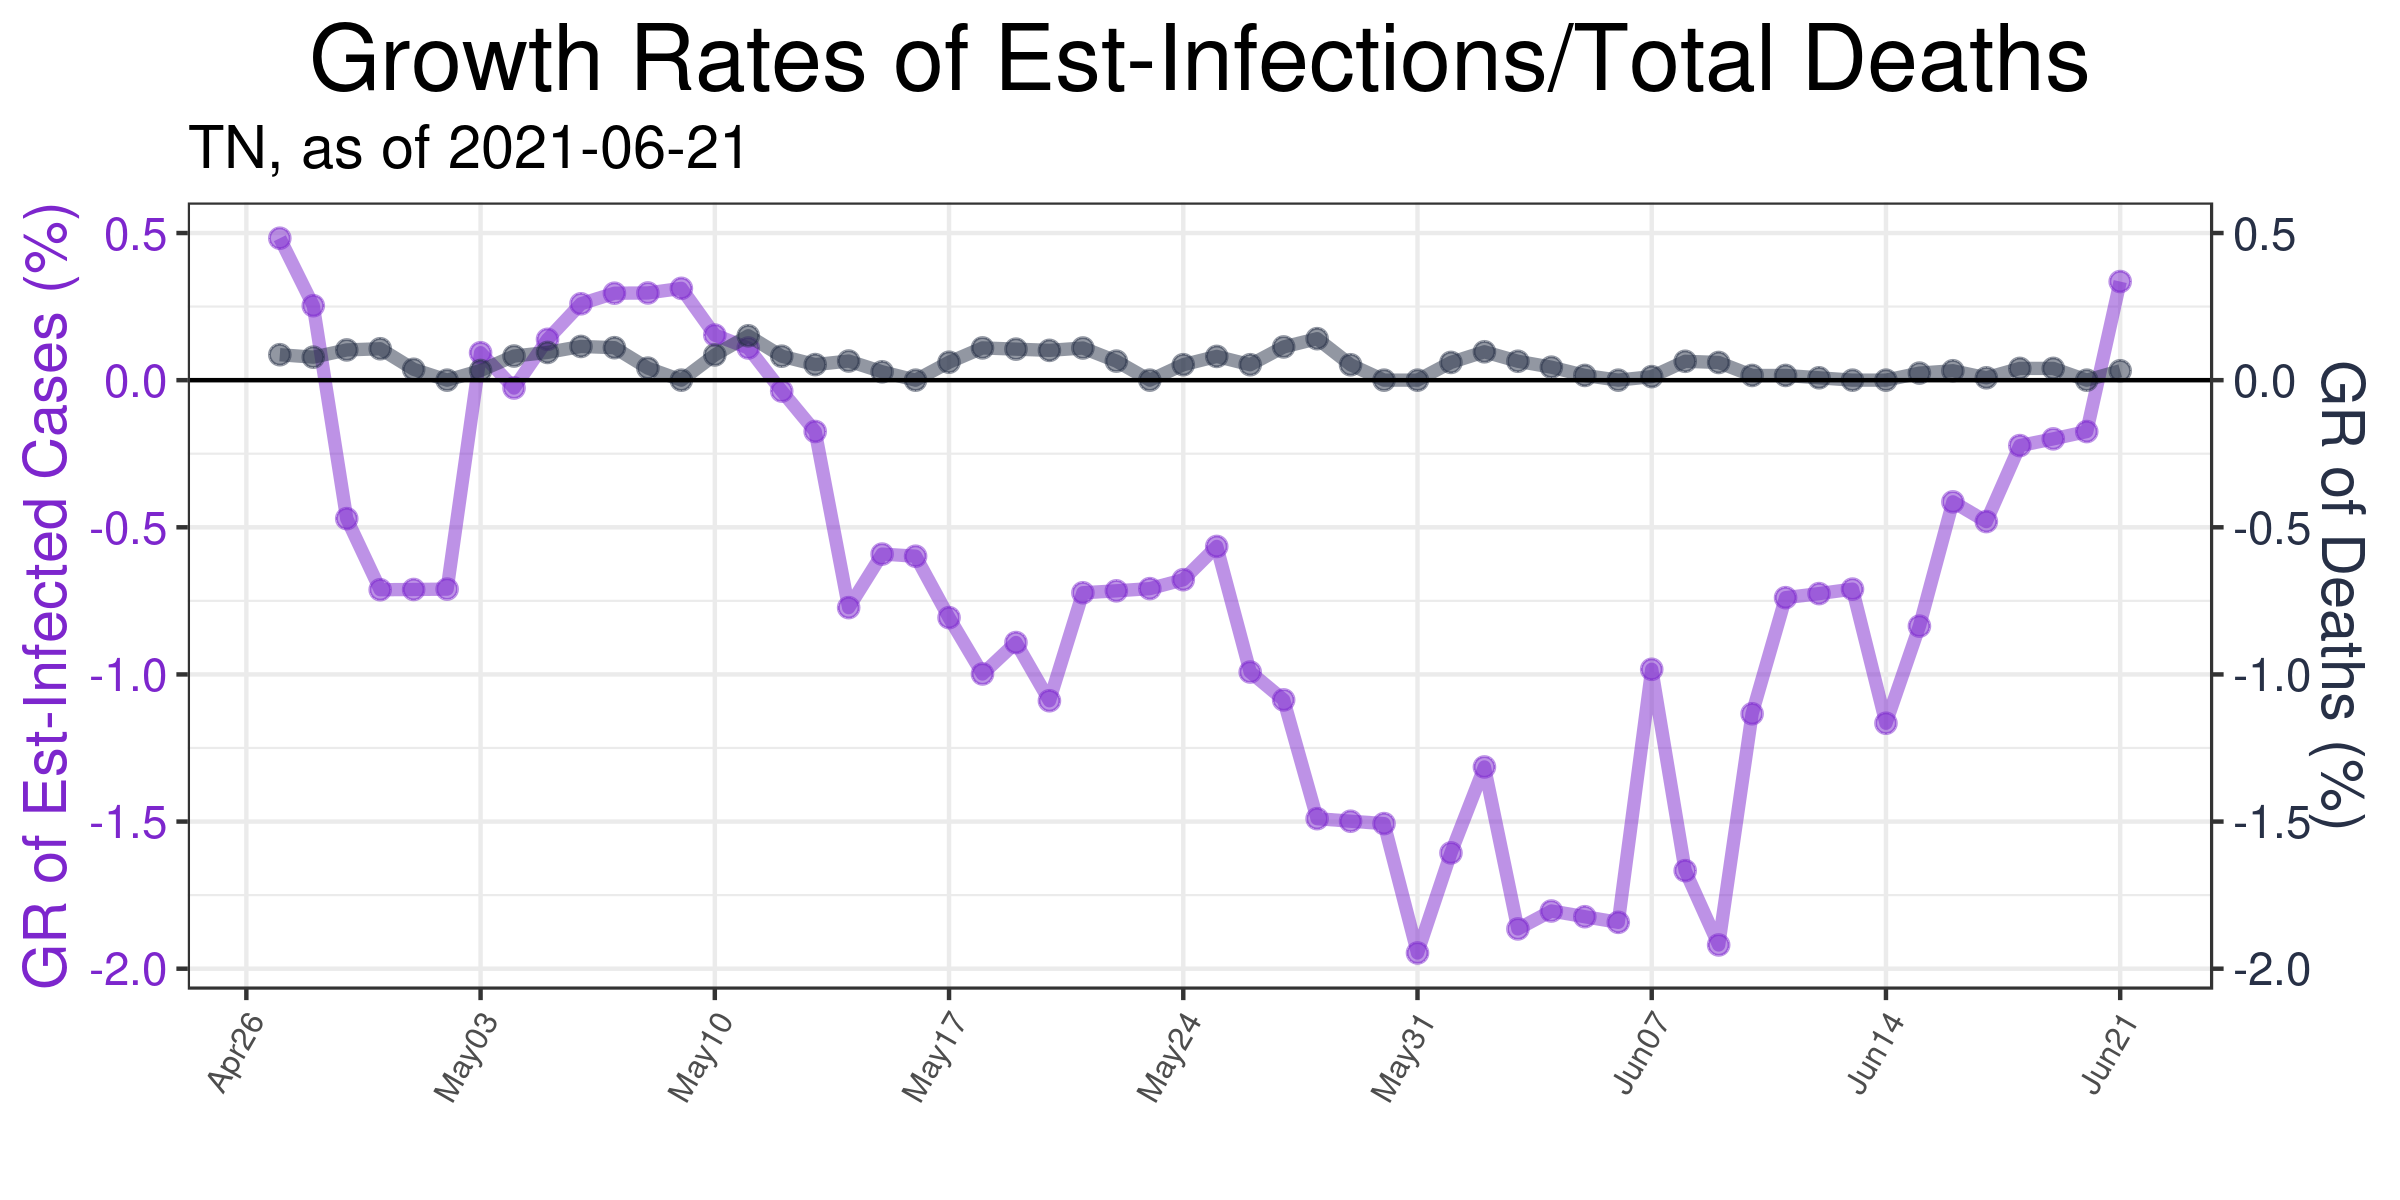 Growth Rates of Est-Infections/Total Deaths
TN, as of 2021-06-21
GR of Est-Infected Cases (%)
0.5
0.0
-0.5
-1.0
-1.5
-2.0
0.5
0.0
-0.5
-1.0
-1.5
-2.0
GR of Deaths (%)
Apr26
May03
May10
May17
May24
May31
Jun07
Jun14
Jun21